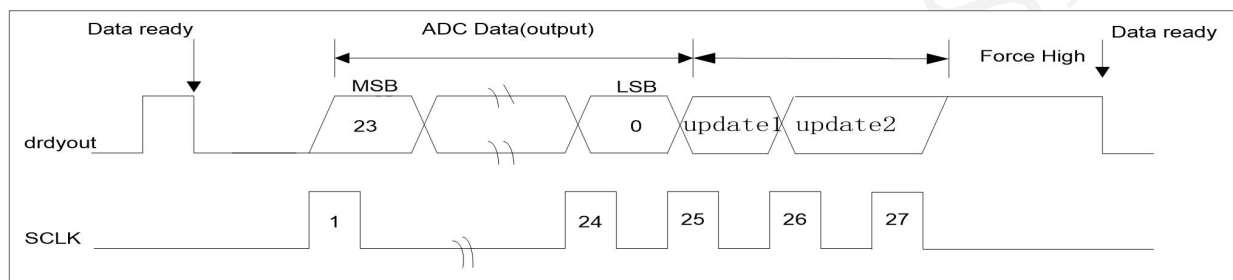 Data ready
ADC Data(output)
Force High
Data ready
MSB
LSB
drdyout
23
0
update1
update2
SCLK
1
24
25
26
27